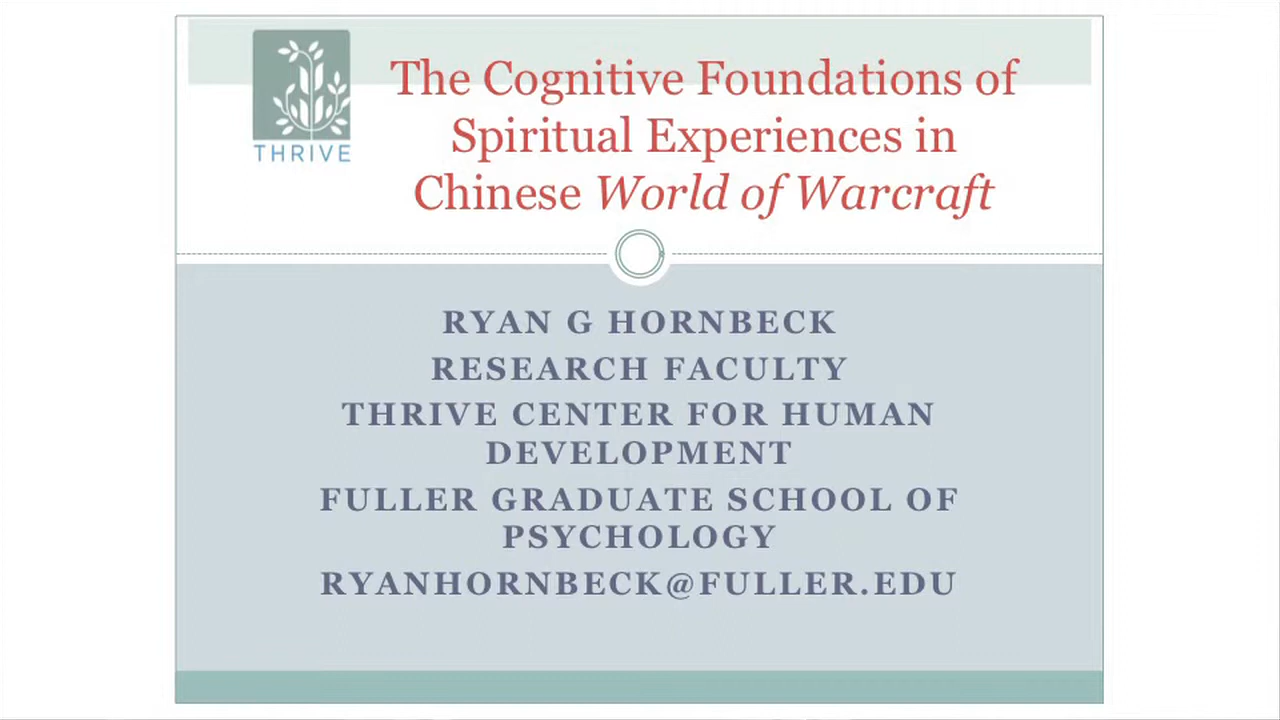 THRIVE
The Cognitive Foundations of
Spiritual Experiences in
Chinese World of Warcraft
RYAN G HORNBECK
RESEARCH FACULTY
THRIVE CENTER FOR HUMAN
DEVELOPMENT
FULLER GRADUATE SCHOOL OF
PSYCHOLOGY
RYANHORNBECK@FULLER.EDU